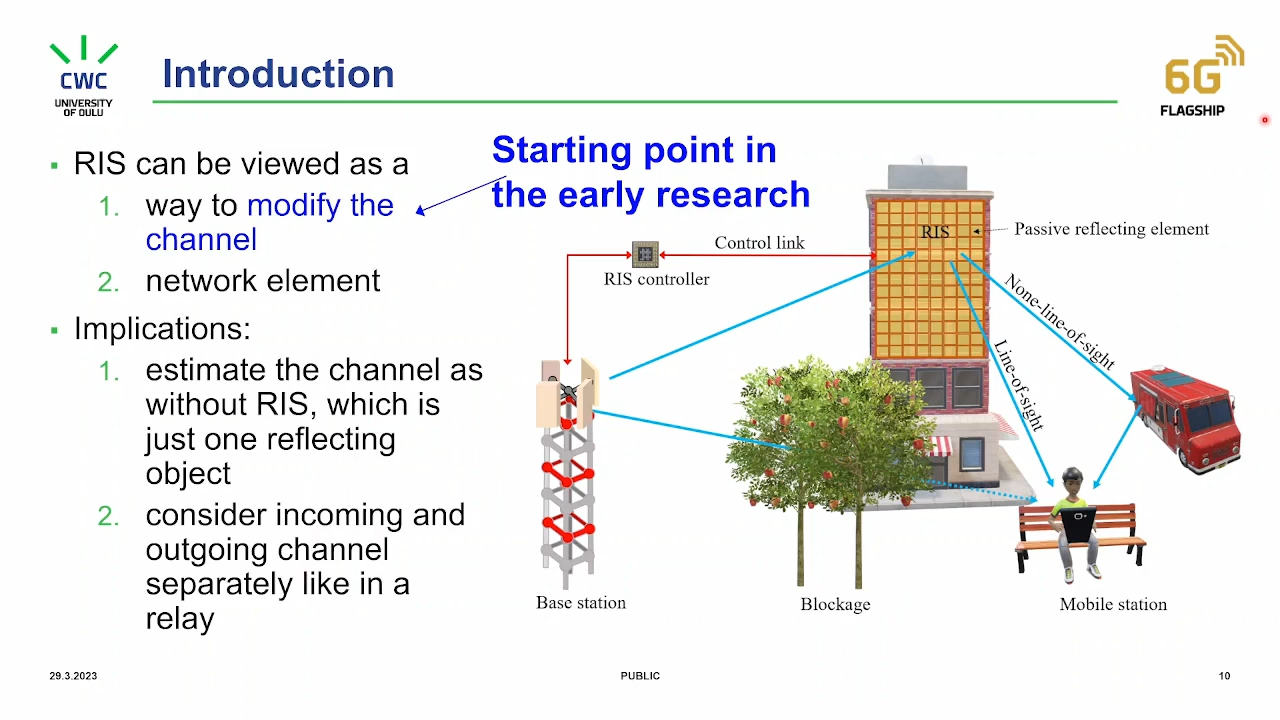 CWC
UNIVERSITY
OF OULU
Introduction
6G
FLAGSHIP
▪ RIS can be viewed as a
1. way to modify the
channel
2. network element
▪ Implications:
1. estimate the channel as
without RIS, which is
just one reflecting
object
2. consider incoming and
outgoing channel
separately like in a
relay
Starting point in
the early research
Control link
RIS controller
RIS
Passive reflecting element
None-line-of-sight
Line-of-sight
Base station
Blockage
Mobile station
29.3.2023
PUBLIC
10